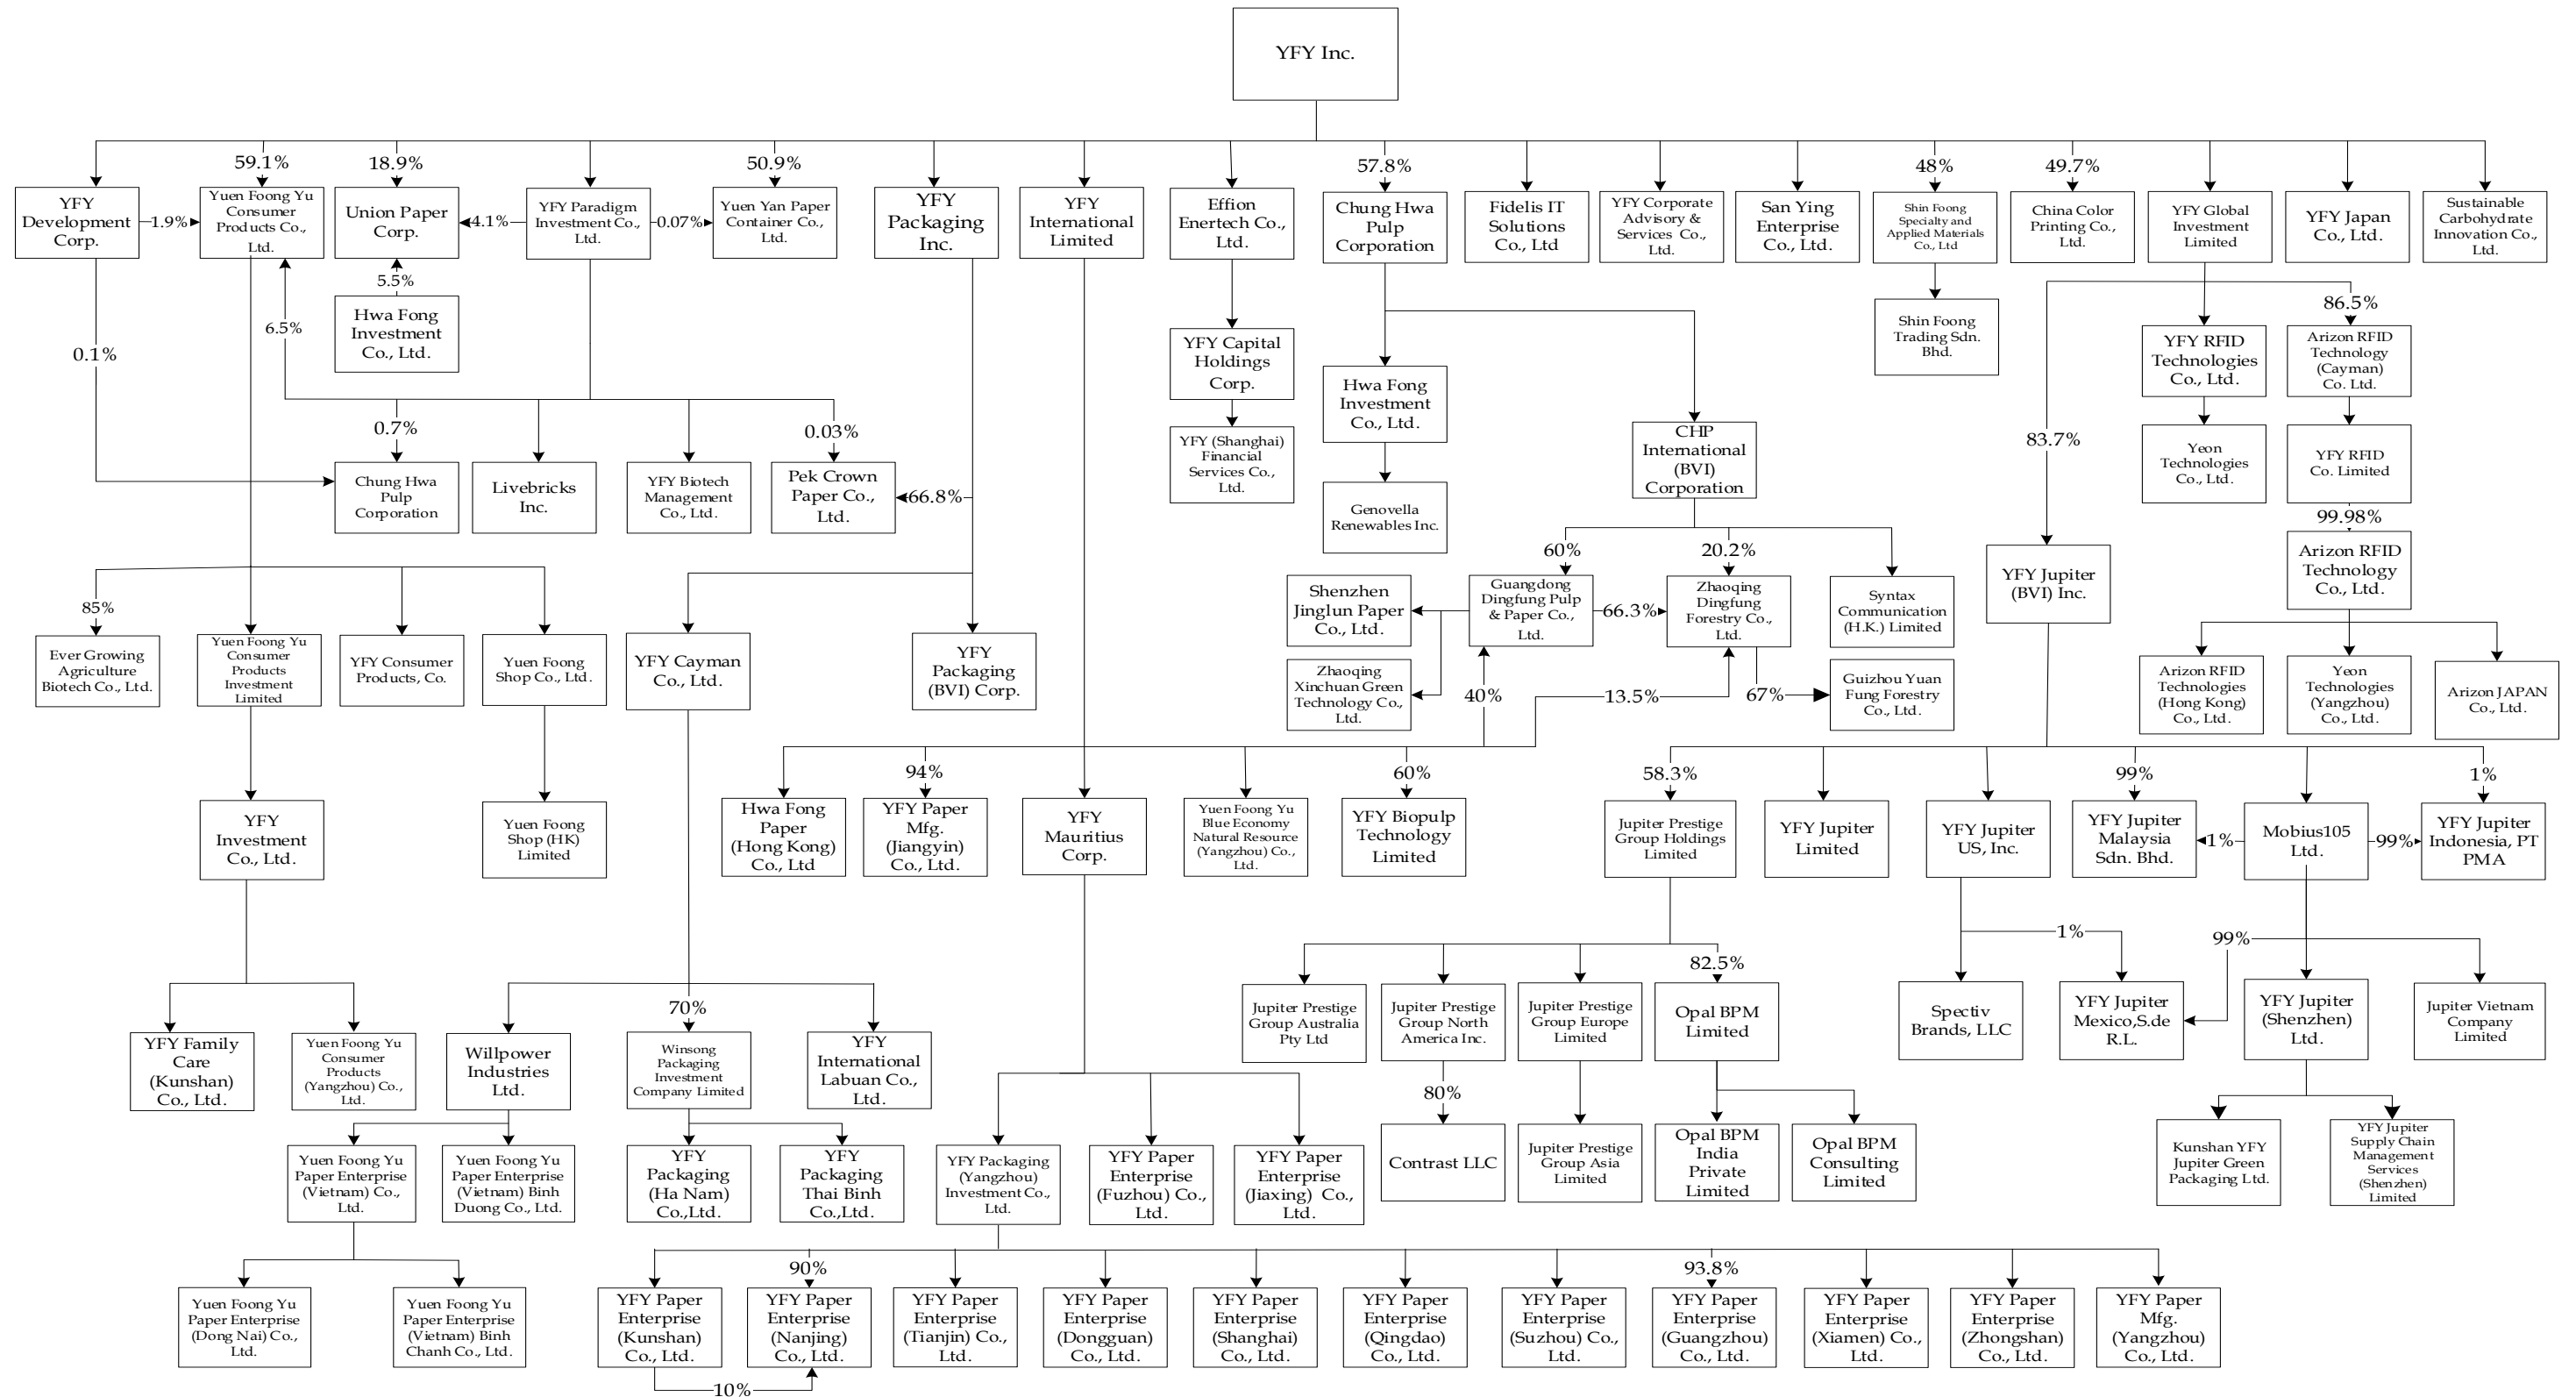 YFY Inc.
59.1%
18.9%
50.9%
57.8%
48%
49.7%
YFY
Development
Corp.
1.9%
Yuen Foong Yu
Consumer
Products Co.,
Ltd.
Union Paper
Corp.
4.1%
YFY Paradigm
Investment Co.,
Ltd.
0.07%
Yuen Yan Paper
Container Co.,
Ltd.
YFY
Packaging
Inc.
YFY
International
Limited
Effion
Enertech Co.,
Ltd.
Chung Hwa
Pulp
Corporation
Fidelis IT
Solutions
Co., Ltd
YFY Corporate
Advisory &
Services Co.,
Ltd.
San Ying
Enterprise
Co., Ltd.
Shin Foong
Specialty and
Applied Materials
Co., Ltd
China Color
Printing Co.,
Ltd.
YFY Global
Investment
Limited
YFY Japan
Co., Ltd.
Sustainable
Carbohydrate
Innovation Co.,
Ltd.
5.5%
Hwa Fong
Investment
Co., Ltd.
6.5%
0.1%
0.7%
0.03%
Chung Hwa
Pulp
Corporation
Livebricks
Inc.
YFY Biotech
Management
Co., Ltd.
Pek Crown
Paper Co.,
Ltd.
66.8%
YFY Capital
Holdings
Corp.
YFY (Shanghai)
Financial
Services Co.,
Ltd.
Hwa Fong
Investment
Co., Ltd.
Genovella
Renewables Inc.
CHP
International
(BVI)
Corporation
Shin Foong
Trading Sdn.
Bhd.
86.5%
YFY RFID
Technologies
Co., Ltd.
Arizon RFID
Technology
(Cayman)
Co. Ltd.
83.7%
Yeon
Technologies
Co., Ltd.
YFY RFID
Co. Limited
99.98%
60%
20.2%
Shenzhen
Jinglun Paper
Co., Ltd.
Guangdong
Dingfung Pulp
& Paper Co.,
Ltd.
66.3%
Zhaoqing
Dingfung
Forestry Co.,
Ltd.
Syntax
Communication
(H.K.) Limited
YFY Jupiter
(BVI) Inc.
Arizon RFID
Technology
Co., Ltd.
85%
Ever Growing
Agriculture
Biotech Co., Ltd.
Yuen Foong Yu
Consumer
Products
Investment
Limited
YFY Consumer
Products, Co.
Yuen Foong
Shop Co., Ltd.
YFY Cayman
Co., Ltd.
YFY
Packaging
(BVI) Corp.
Zhaoqing
Xinchuan Green
Technology Co.,
Ltd.
40%
13.5%
67%
Guizhou Yuan
Fung Forestry
Co., Ltd.
Arizon RFID
Technologies
(Hong Kong)
Co., Ltd.
Yeon
Technologies
(Yangzhou)
Co., Ltd.
Arizon JAPAN
Co., Ltd.
94%
60%
58.3%
99%
1%
YFY
Investment
Co., Ltd.
Yuen Foong
Shop (HK)
Limited
Hwa Fong
Paper
(Hong Kong)
Co., Ltd
YFY Paper
Mfg.
(Jiangyin)
Co., Ltd.
YFY
Mauritius
Corp.
Yuen Foong Yu
Blue Economy
Natural Resource
(Yangzhou) Co.,
Ltd.
YFY Biopulp
Technology
Limited
Jupiter Prestige
Group Holdings
Limited
YFY Jupiter
Limited
YFY Jupiter
US, Inc.
YFY Jupiter
Malaysia
Sdn. Bhd.
1%
Mobius105
Ltd.
99%
YFY Jupiter
Indonesia, PT
PMA
1%
99%
82.5%
70%
YFY Family
Care
(Kunshan)
Co., Ltd.
Yuen Foong Yu
Consumer
Products
(Yangzhou) Co.,
Ltd.
Willpower
Industries
Ltd.
Winsong
Packaging
Investment
Company Limited
YFY
International
Labuan Co.,
Ltd.
Jupiter Prestige
Group Australia
Pty Ltd
Jupiter Prestige
Group North
America Inc.
Jupiter Prestige
Group Europe
Limited
Opal BPM
Limited
Spectiv
Brands, LLC
YFY Jupiter
Mexico,S.de
R.L.
YFY Jupiter
(Shenzhen)
Ltd.
Jupiter Vietnam
Company
Limited
80%
Yuen Foong Yu
Paper Enterprise
(Vietnam) Co.,
Ltd.
Yuen Foong Yu
Paper Enterprise
(Vietnam) Binh
Duong Co., Ltd.
YFY
Packaging
(Ha Nam)
Co.,Ltd.
YFY
Packaging
Thai Binh
Co.,Ltd.
YFY Packaging
(Yangzhou)
Investment Co.,
Ltd.
YFY Paper
Enterprise
(Fuzhou) Co.,
Ltd.
YFY Paper
Enterprise
(Jiaxing) Co.,
Ltd.
Contrast LLC
Jupiter Prestige
Group Asia
Limited
Opal BPM
India
Private
Limited
Opal BPM
Consulting
Limited
Kunshan YFY
Jupiter Green
Packaging Ltd.
YFY Jupiter
Supply Chain
Management
Services
(Shenzhen)
Limited
90%
93.8%
Yuen Foong Yu
Paper Enterprise
(Dong Nai) Co.,
Ltd.
Yuen Foong Yu
Paper Enterprise
(Vietnam) Binh
Chanh Co., Ltd.
YFY Paper
Enterprise
(Kunshan)
Co., Ltd.
YFY Paper
Enterprise
(Nanjing)
Co., Ltd.
YFY Paper
Enterprise
(Tianjin) Co.,
Ltd.
YFY Paper
Enterprise
(Dongguan)
Co., Ltd.
YFY Paper
Enterprise
(Shanghai)
Co., Ltd.
YFY Paper
Enterprise
(Qingdao)
Co., Ltd.
YFY Paper
Enterprise
(Suzhou) Co.,
Ltd.
YFY Paper
Enterprise
(Guangzhou)
Co., Ltd.
YFY Paper
Enterprise
(Xiamen) Co.,
Ltd.
YFY Paper
Enterprise
(Zhongshan)
Co., Ltd.
YFY Paper
Mfg.
(Yangzhou)
Co., Ltd.
10%